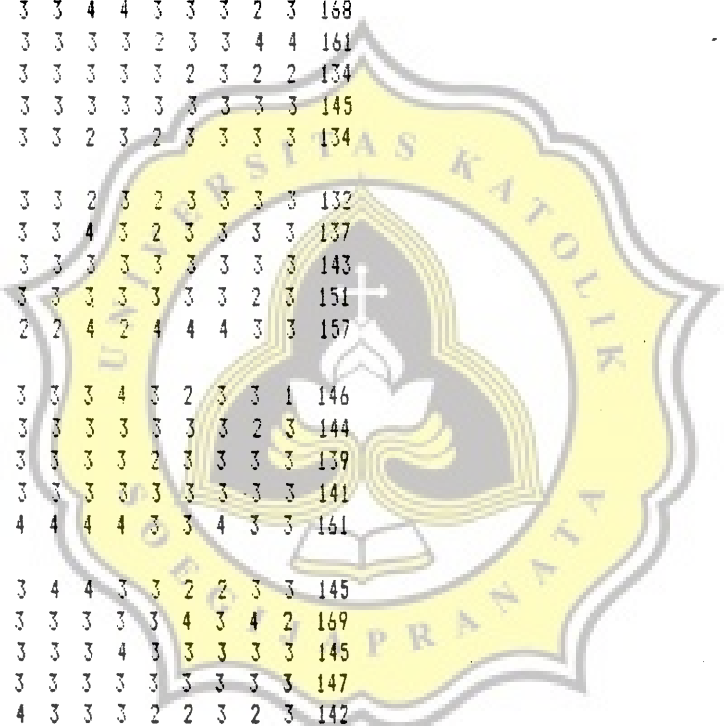 3 3 4 4 3 3 3 2 3 168
3 3 3 3 2 3 3 4 4 161
3 3 3 3 3 2 3 2 2 134
3 3 3 3 3 3 3 3 3 145
3 3 2 3 2 3 3 3 3 134
3 3 2 3 2 3 3 3 3 132
3 3 4 3 2 3 3 3 3 137
3 3 3 3 3 3 3 3 3 143
3 3 3 3 3 3 3 2 3 151
2 2 4 2 4 4 4 3 3 157
3 3 3 4 3 2 3 3 1 146
3 3 3 3 3 3 3 2 3 144
3 3 3 3 2 3 3 3 3 139
3 3 3 3 3 3 3 3 3 141
4 4 4 4 3 3 4 3 3 161
3 4 4 3 3 2 2 3 3 145
3 3 3 3 3 4 3 4 2 169
3 3 3 4 3 3 3 3 3 145
3 3 3 3 3 3 3 3 3 147
4 3 3 3 2 2 3 2 3 142
UNIVERSITAS KATOLIK
SOEGIJAPRANATA